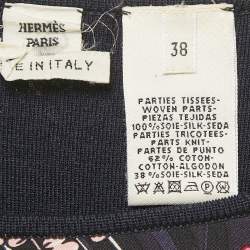 HERMÈS
PARIS
E IN ITALY
38
PARTIES TISSEES-
WOVEN PARTS-
PIEZAS TEJIDAS
100%SOIE-SILK-SEDA
PARTIES TRICOTEES-
PARTS KNIT-
PARTES DE PUNTO
62% COTON-
COTTON-ALGODON
38%SOIE-SILK-SEDA